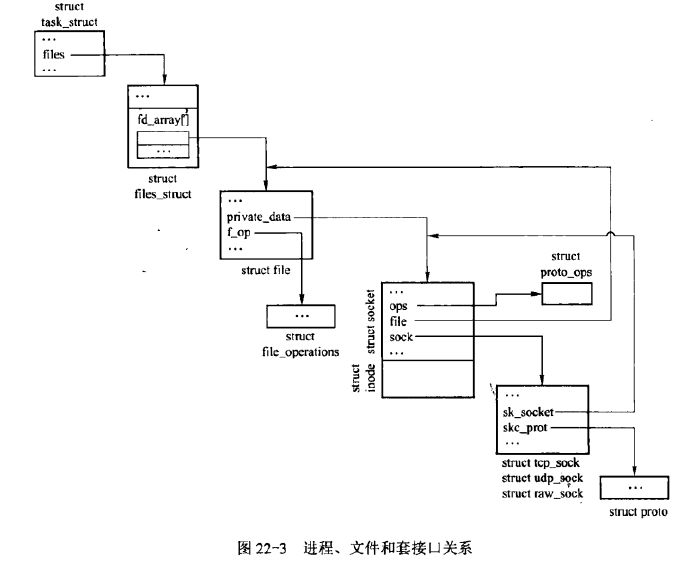 struct
task_struct
...
files
...
...
fd_array[]
...
struct
files_struct
...
private_data
f_op
...
struct file
...
struct
file_operations
struct socket
...
ops
file
sock
...
struct
inode
struct
proto_ops
...
sk_socket
skc_prot
...
struct tcp_sock
struct udp_sock
struct raw_sock
...
struct proto
图 22-3 进程、文件和套接口关系